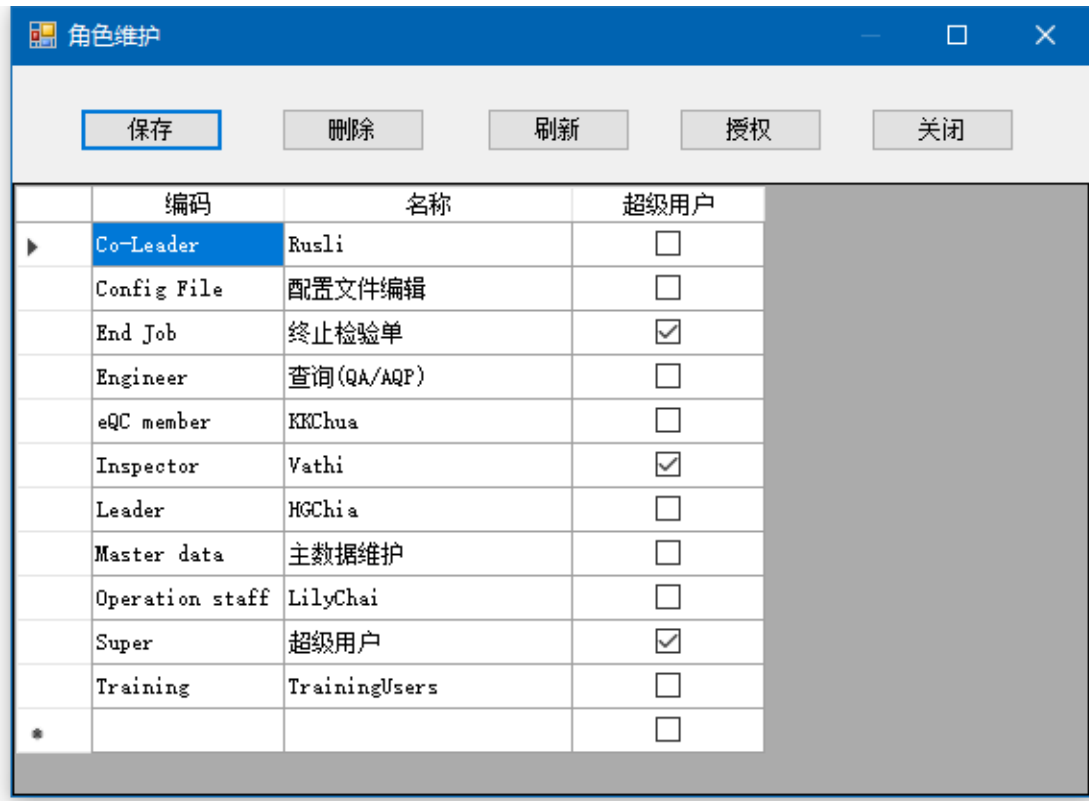 角色维护
保存 删除 刷新 授权 关闭
编码 名称 超级用户
Co-Leader Rusli
Config File 配置文件编辑
End Job 终止检验单
Engineer 查询(QA/AQP)
eQC member KKChua
Inspector Vathi
Leader HGChia
Master data 主数据维护
Operation staff LilyChai
Super 超级用户
Training TrainingUsers